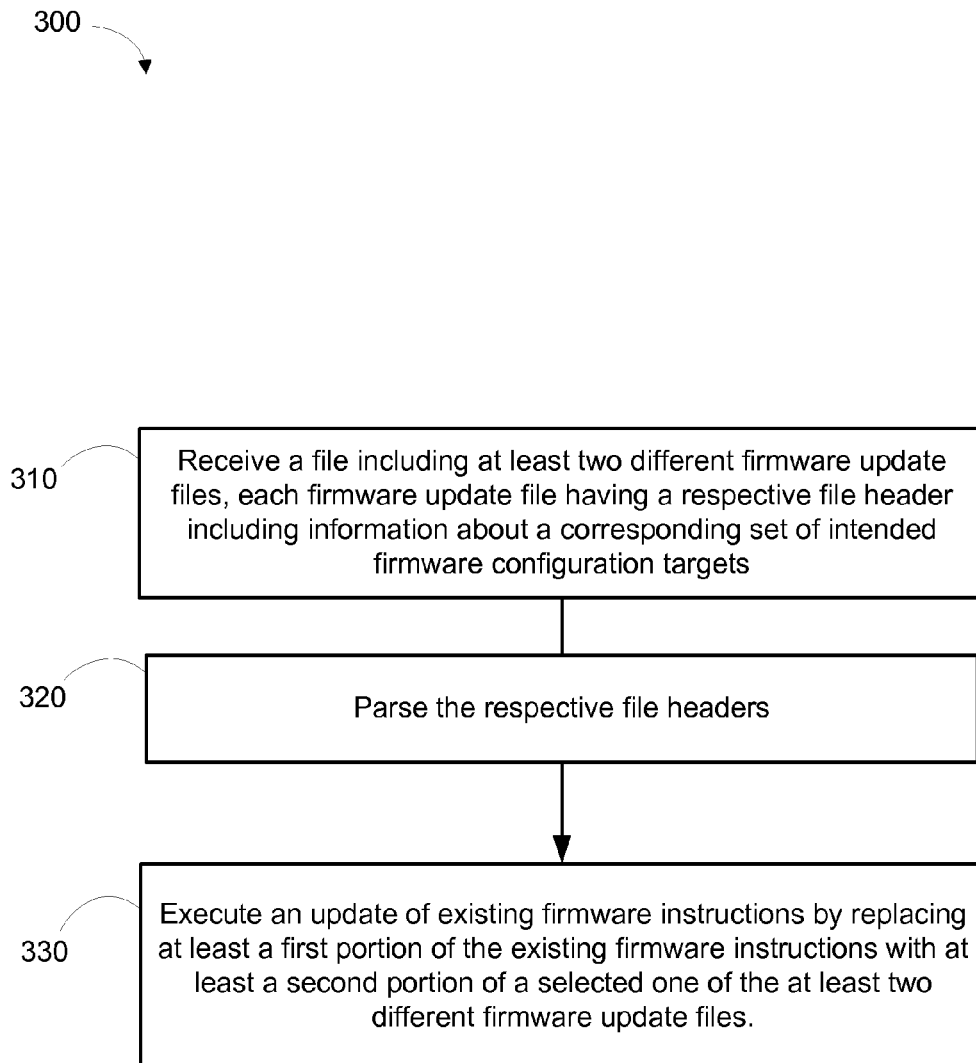 300
310
Receive a file including at least two different firmware update
files, each firmware update file having a respective file header
including information about a corresponding set of intended
firmware configuration targets
320
Parse the respective file headers
330
Execute an update of existing firmware instructions by replacing
at least a first portion of the existing firmware instructions with at
least a second portion of a selected one of the at least two
different firmware update files.